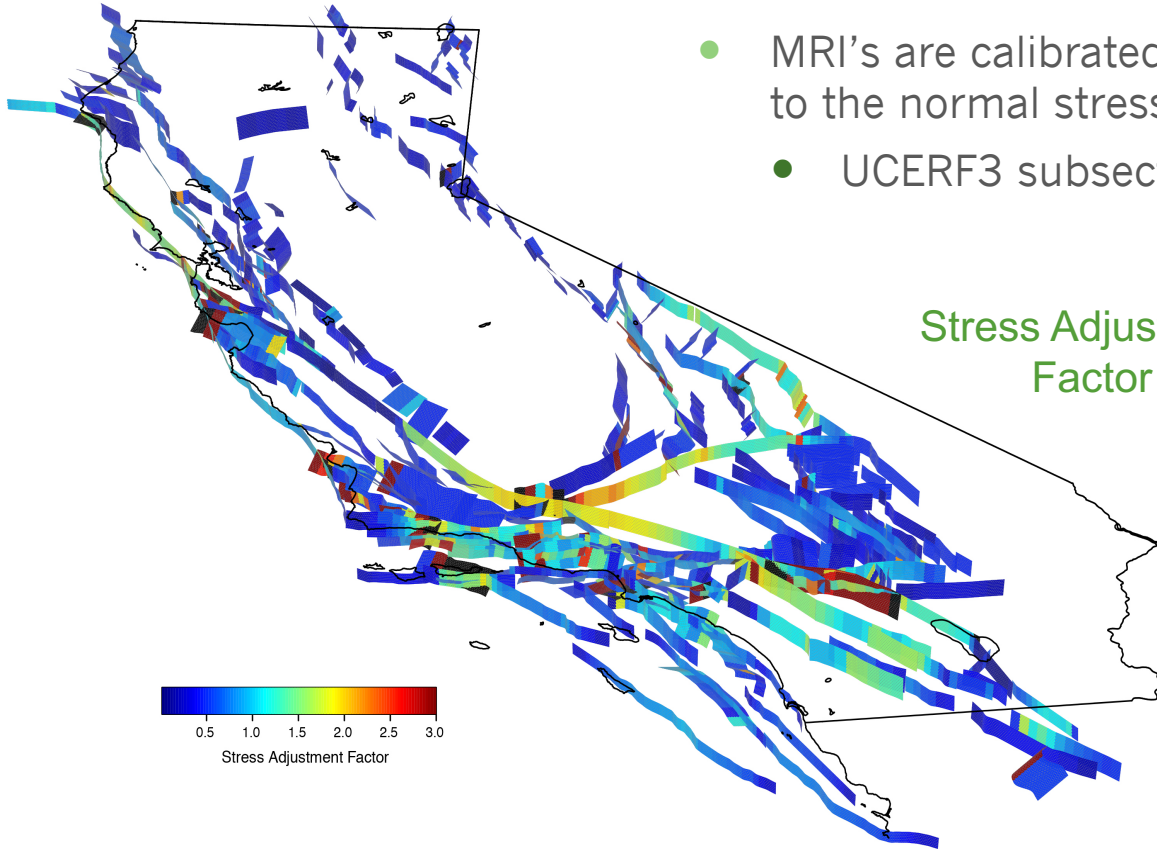 MRI's are calibrated
to the normal stress
UCERF3 subsect
Stress Adjus
Factor
0.5 1.0 1.5 2.0 2.5 3.0
Stress Adjustment Factor